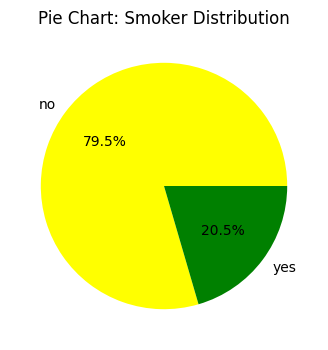 Pie Chart: Smoker Distribution
no
79.5%
20.5%
yes